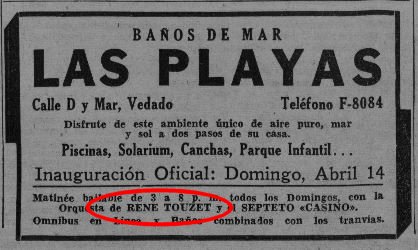 BAÑOS DE MAR
LAS PLAYAS
Calle D y Mar, Vedado Teléfono F-8084
Disfrute de este ambiente único de aire puro, mar
y sol a dos pasos de su casa.
Piscinas, Solarium, Canchas, Parque Infantil...
Inauguración Oficial: Domingo, Abril 14
Matinée bailable de 3 a 8 p. m. todos los Domingos, con la
Orquesta de RENE TOUZET y el SEPTETO «CASINO».
Omnibus en Línea y Baños combinados con los tranvías.